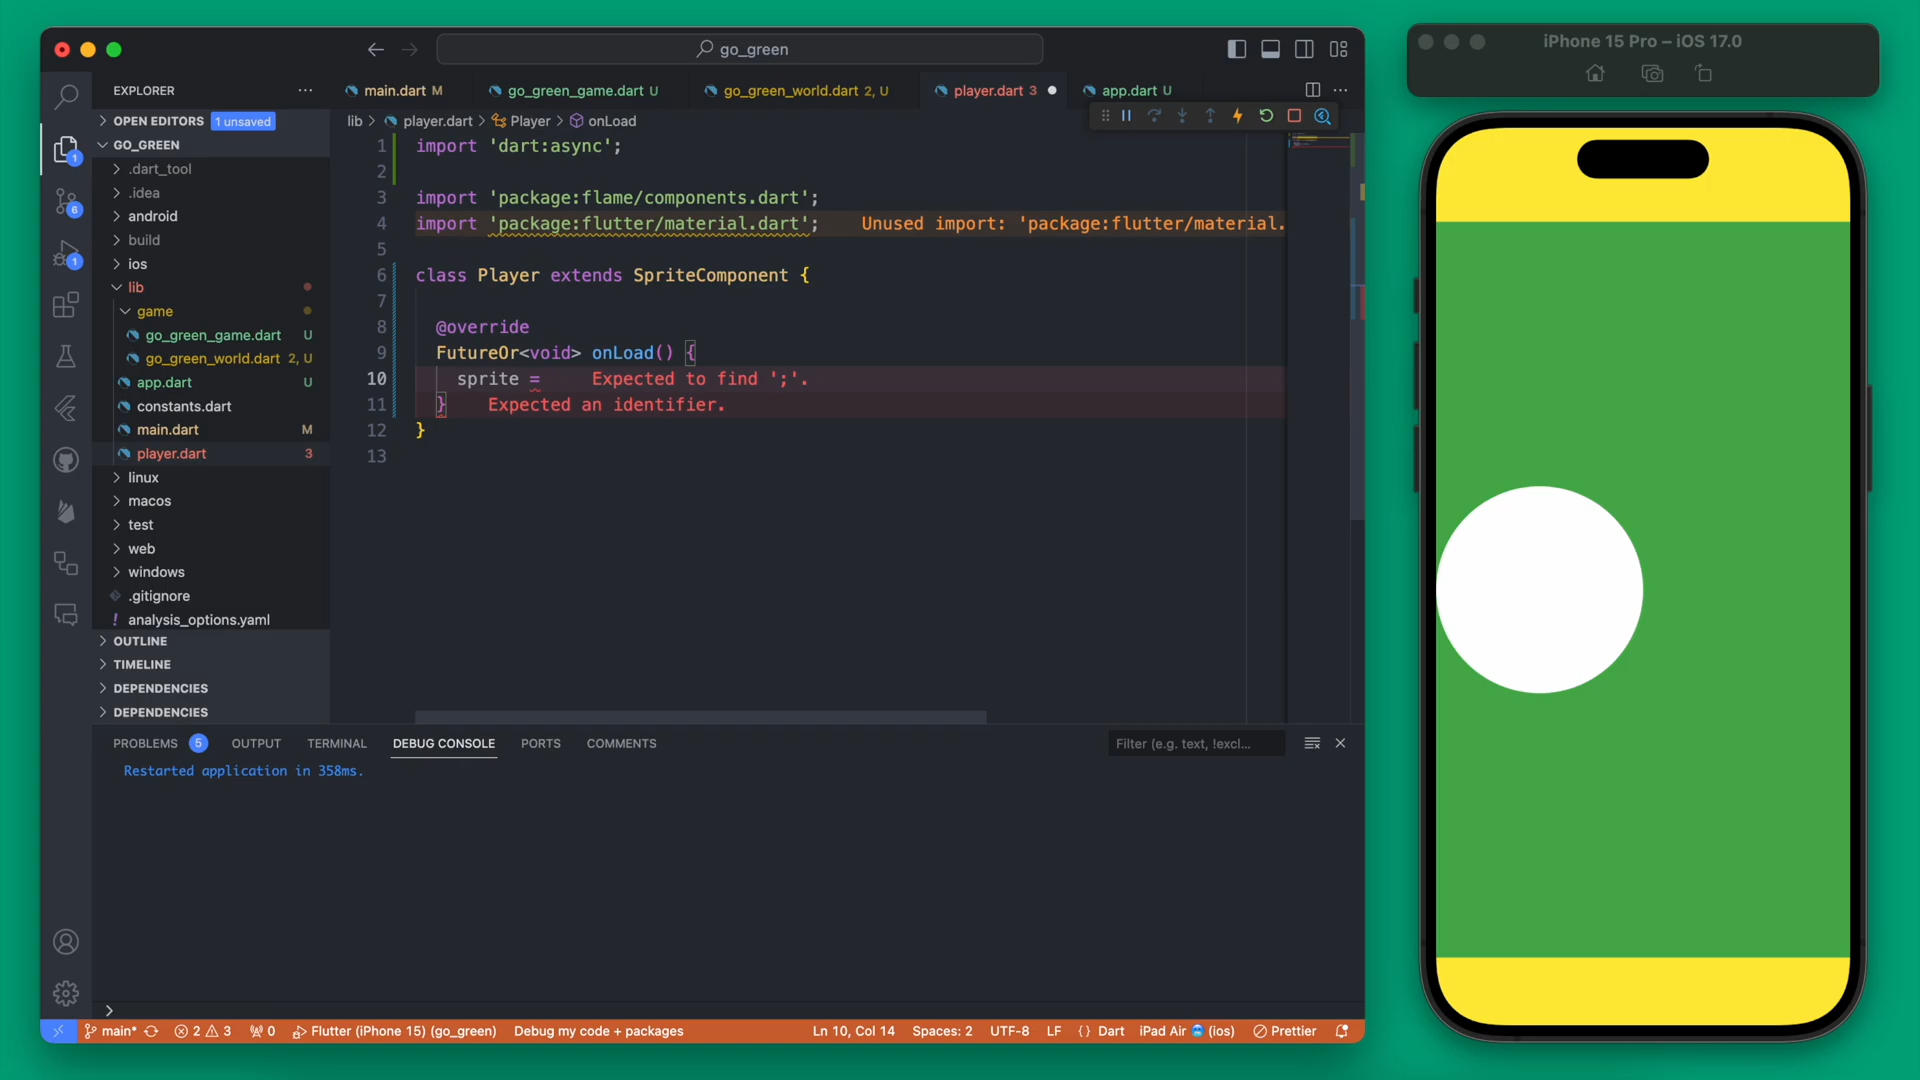 go_green
EXPLORER
main.dart M
go_green_game.dart U
go_green_world.dart 2, U
player.dart 3
app.dart U
OPEN EDITORS 1 unsaved
lib > player.dart > Player > onLoad
GO_GREEN
.dart_tool
.idea
android
build
ios
lib
game
go_green_game.dart U
go_green_world.dart 2, U
app.dart U
constants.dart
main.dart M
player.dart 3
linux
macos
test
web
windows
.gitignore
! analysis_options.yaml
OUTLINE
TIMELINE
DEPENDENCIES
DEPENDENCIES
1 import 'dart:async';
2
3 import 'package:flame/components.dart';
4 import 'package:flutter/material.dart'; Unused import: 'package:flutter/material.
5
6 class Player extends SpriteComponent {
7
8 @override
9 FutureOr<void> onLoad() {
10 sprite = Expected to find ';'.
11 } Expected an identifier.
12 }
13
1
6
1
PROBLEMS 5 OUTPUT TERMINAL DEBUG CONSOLE PORTS COMMENTS
Filter (e.g. text, !excl...
Restarted application in 358ms.
main* 2 3 0 Flutter (iPhone 15) (go_green) Debug my code + packages
Ln 10, Col 14 Spaces: 2 UTF-8 LF {} Dart iPad Air (ios) Prettier
iPhone 15 Pro – iOS 17.0